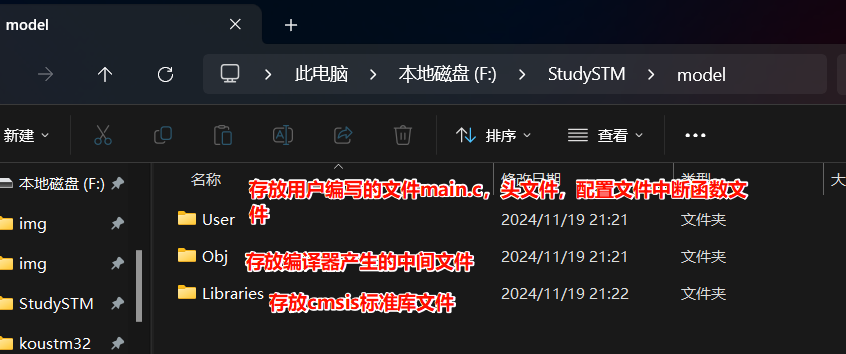 model
此电脑 本地磁盘 (F:) StudySTM model
新建 排序 查看
名称 修改日期 类型 大
本地磁盘 (F:)
img
img
StudySTM
koustm32
存放用户编写的文件main.c，头文件，配置文件中断函数文
件
User 2024/11/19 21:21 文件夹
Obj 存放编译器产生的中间文件 2024/11/19 21:21 文件夹
Libraries 存放cmsis标准库文件 2024/11/19 21:22 文件夹